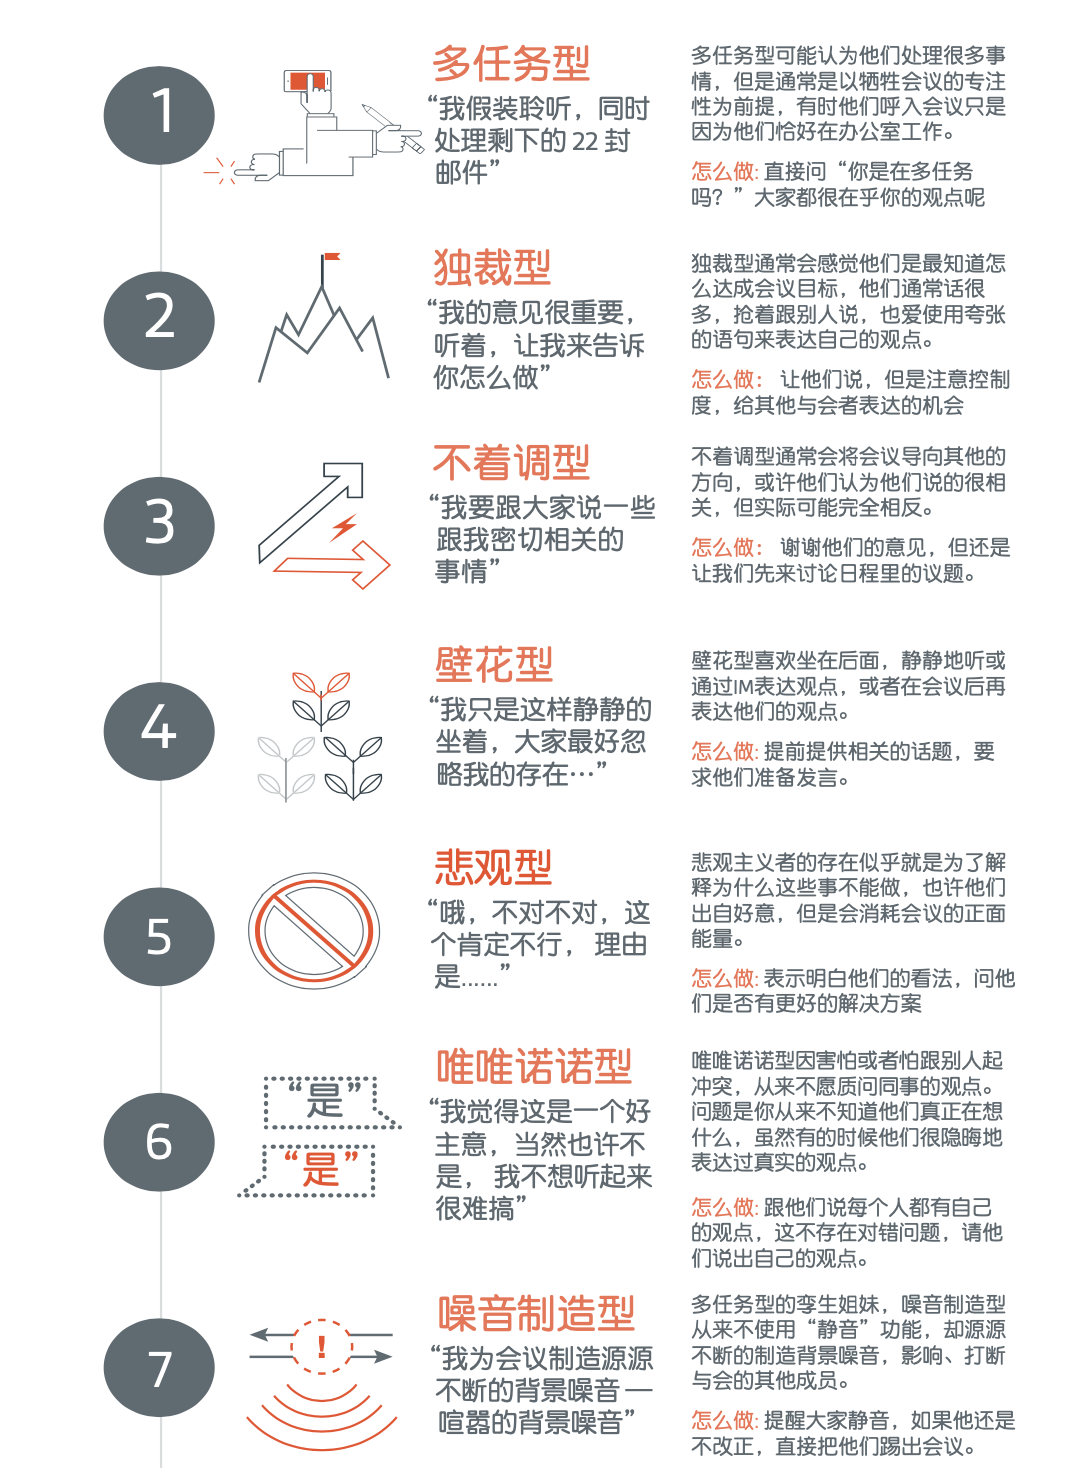 1
多任务型
“我假装聆听，同时
处理剩下的 22 封
邮件”
多任务型可能认为他们处理很多事
情，但是通常是以牺牲会议的专注
性为前提，有时他们呼入会议只是
因为他们恰好在办公室工作。
怎么做: 直接问“你是在多任务
吗？”大家都很在乎你的观点呢
2
独裁型
“我的意见很重要，
听着，让我来告诉
你怎么做”
独裁型通常会感觉他们是最知道怎
么达成会议目标，他们通常话很
多，抢着跟别人说，也爱使用夸张
的语句来表达自己的观点。
怎么做： 让他们说，但是注意控制
度，给其他与会者表达的机会
3
不着调型
“我要跟大家说一些
跟我密切相关的
事情”
不着调型通常会将会议导向其他的
方向，或许他们认为他们说的很相
关，但实际可能完全相反。
怎么做： 谢谢他们的意见，但还是
让我们先来讨论日程里的议题。
4
壁花型
“我只是这样静静的
坐着，大家最好忽
略我的存在…”
壁花型喜欢坐在后面，静静地听或
通过IM表达观点，或者在会议后再
表达他们的观点。
怎么做: 提前提供相关的话题，要
求他们准备发言。
5
悲观型
“哦，不对不对，这
个肯定不行， 理由
是......”
悲观主义者的存在似乎就是为了解
释为什么这些事不能做，也许他们
出自好意，但是会消耗会议的正面
能量。
怎么做: 表示明白他们的看法，问他
们是否有更好的解决方案
6
“是”
“是”
唯唯诺诺型
“我觉得这是一个好
主意，当然也许不
是， 我不想听起来
很难搞”
唯唯诺诺型因害怕或者怕跟别人起
冲突，从来不愿质问同事的观点。
问题是你从来不知道他们真正在想
什么，虽然有的时候他们很隐晦地
表达过真实的观点。
怎么做: 跟他们说每个人都有自己
的观点，这不存在对错问题，请他
们说出自己的观点。
7
!
噪音制造型
“我为会议制造源源
不断的背景噪音 —
喧嚣的背景噪音”
多任务型的孪生姐妹，噪音制造型
从来不使用“静音”功能，却源源
不断的制造背景噪音，影响、打断
与会的其他成员。
怎么做: 提醒大家静音，如果他还是
不改正，直接把他们踢出会议。